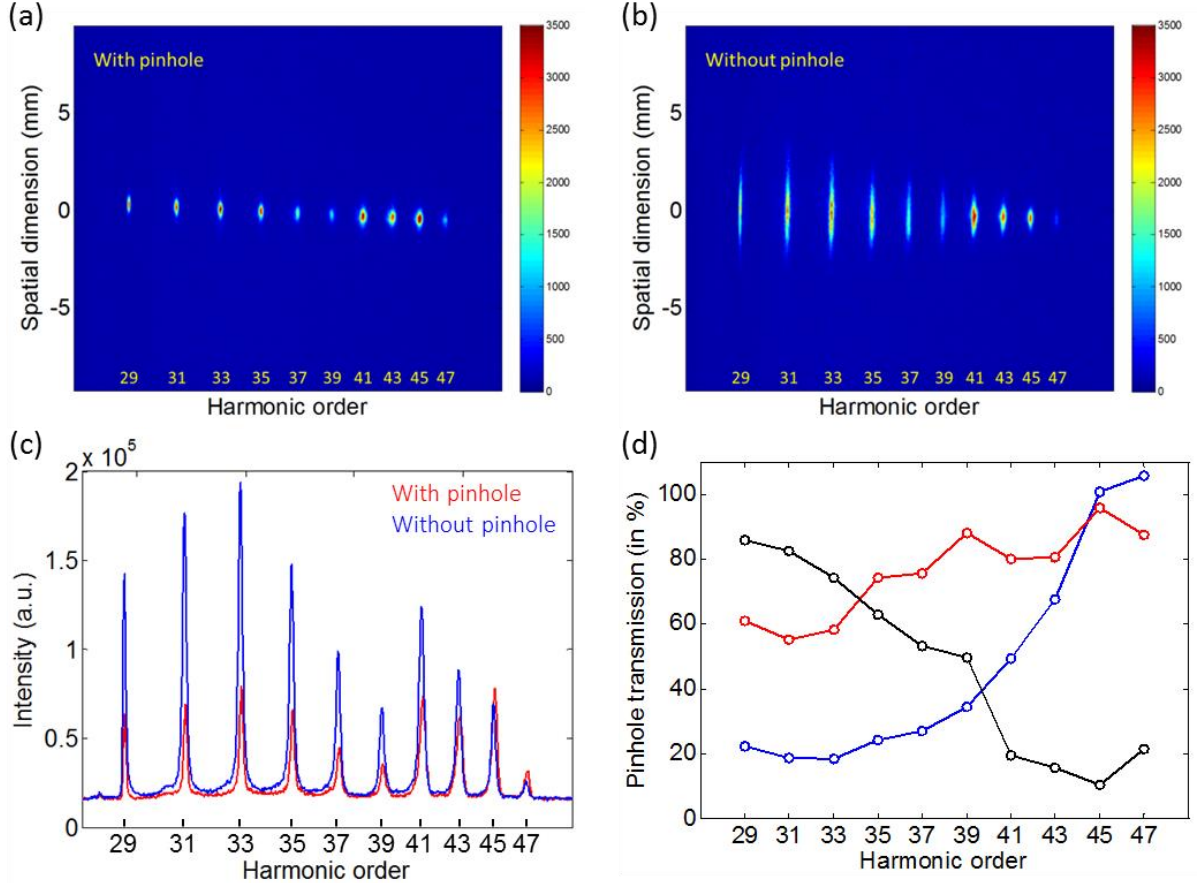 (a)
With pinhole
Spatial dimension (mm)
5
0
-5
29 31 33 35 37 39 41 43 45 47
Harmonic order
3500
3000
2500
2000
1500
1000
500
0
(b)
Without pinhole
Spatial dimension (mm)
5
0
-5
29 31 33 35 37 39 41 43 45 47
Harmonic order
3500
3000
2500
2000
1500
1000
500
0
(c)
2 x 10^5
With pinhole
Without pinhole
Intensity (a.u.)
1.5
1
0.5
0
29 31 33 35 37 39 41 43 45 47
Harmonic order
(d)
Pinhole transmission (in %)
100
80
60
40
20
0
29 31 33 35 37 39 41 43 45 47
Harmonic order